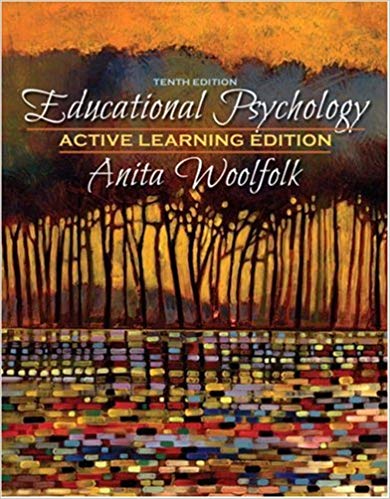 TENTH EDITION
Educational Psychology
ACTIVE LEARNING EDITION
Anita Woolfolk